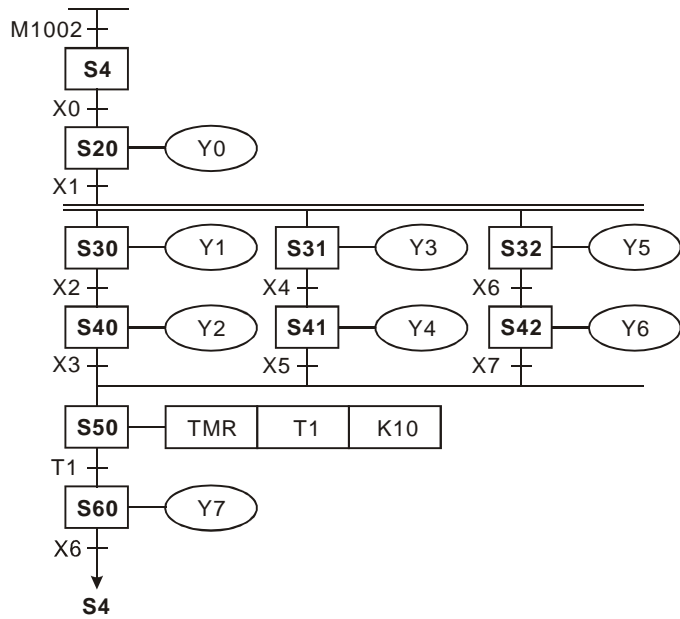 M1002
S4
X0
S20 Y0
X1
S30 Y1 S31 Y3 S32 Y5
X2 X4 X6
S40 Y2 S41 Y4 S42 Y6
X3 X5 X7
S50 TMR T1 K10
T1
S60 Y7
X6
S4